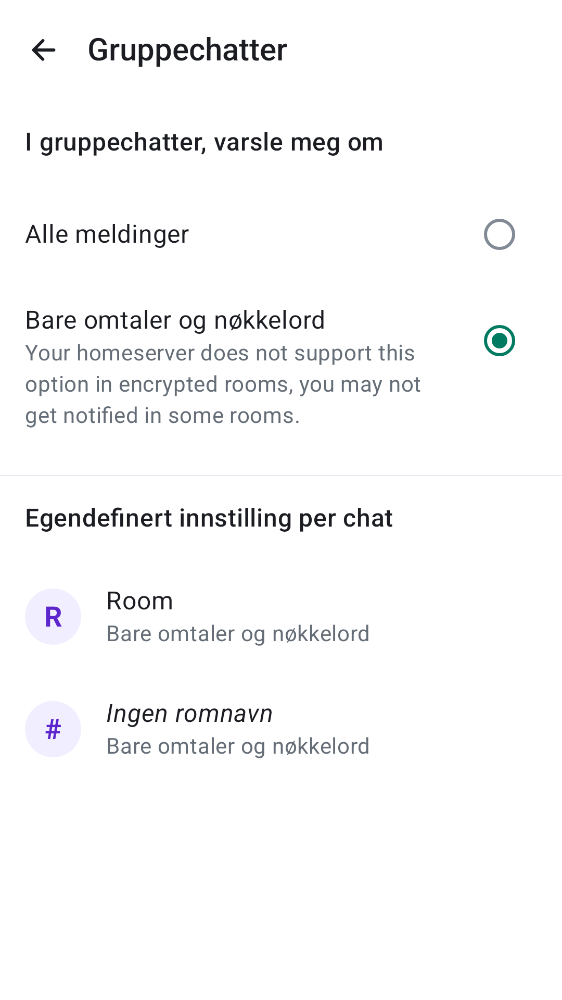 Gruppechatter
I gruppechatter, varsle meg om
Alle meldinger
Bare omtaler og nøkkelord
Your homeserver does not support this
option in encrypted rooms, you may not
get notified in some rooms.
Egendefinert innstilling per chat
R
Room
Bare omtaler og nøkkelord
#
Ingen romnavn
Bare omtaler og nøkkelord